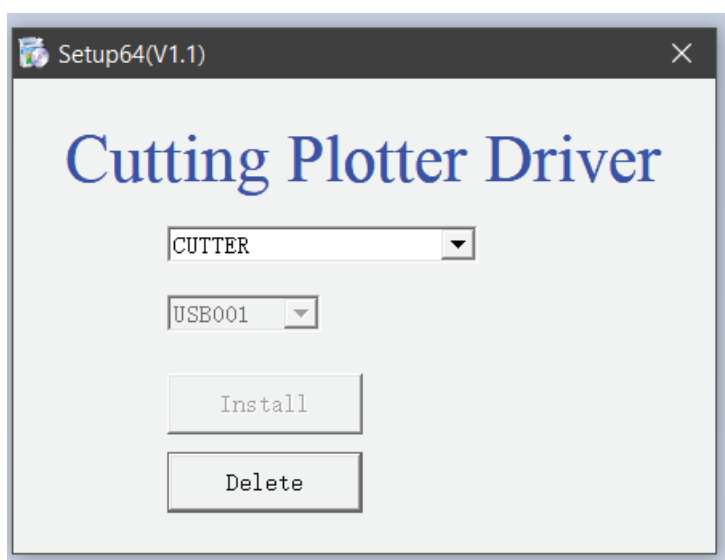 Setup64(V1.1)
Cutting Plotter Driver
CUTTER
USB001
Install
Delete